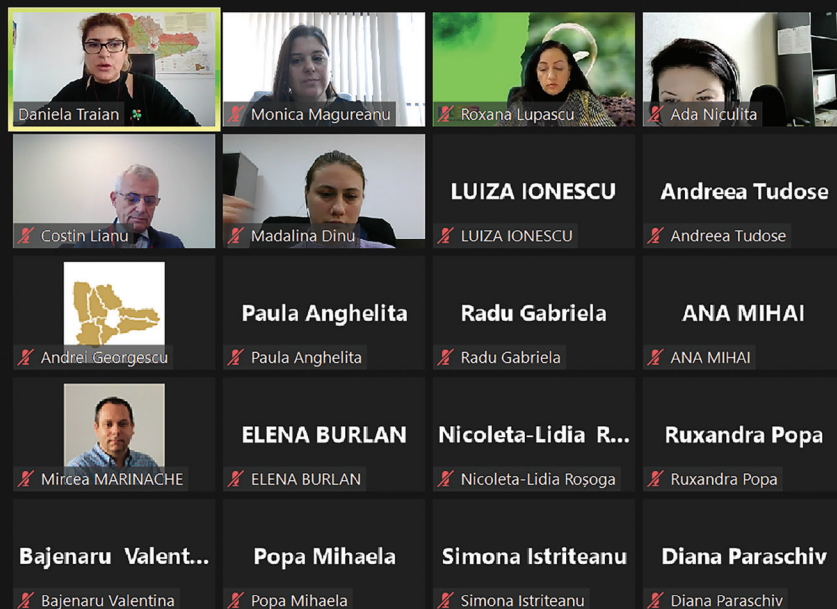 Daniela Traian
Monica Magureanu
Roxana Lupascu
Ada Niculita
Costin Lianu
Madalina Dinu
LUIZA IONESCU
LUIZA IONESCU
Andreea Tudose
Andreea Tudose
Andrei Georgescu
Paula Anghelita
Paula Anghelita
Radu Gabriela
Radu Gabriela
ANA MIHAI
ANA MIHAI
Mircea MARINACHE
ELENA BURLAN
ELENA BURLAN
Nicoleta-Lidia R...
Nicoleta-Lidia Roșoga
Ruxandra Popa
Ruxandra Popa
Bajenaru Valent...
Bajenaru Valentina
Popa Mihaela
Popa Mihaela
Simona Istriteanu
Simona Istriteanu
Diana Paraschiv
Diana Paraschiv